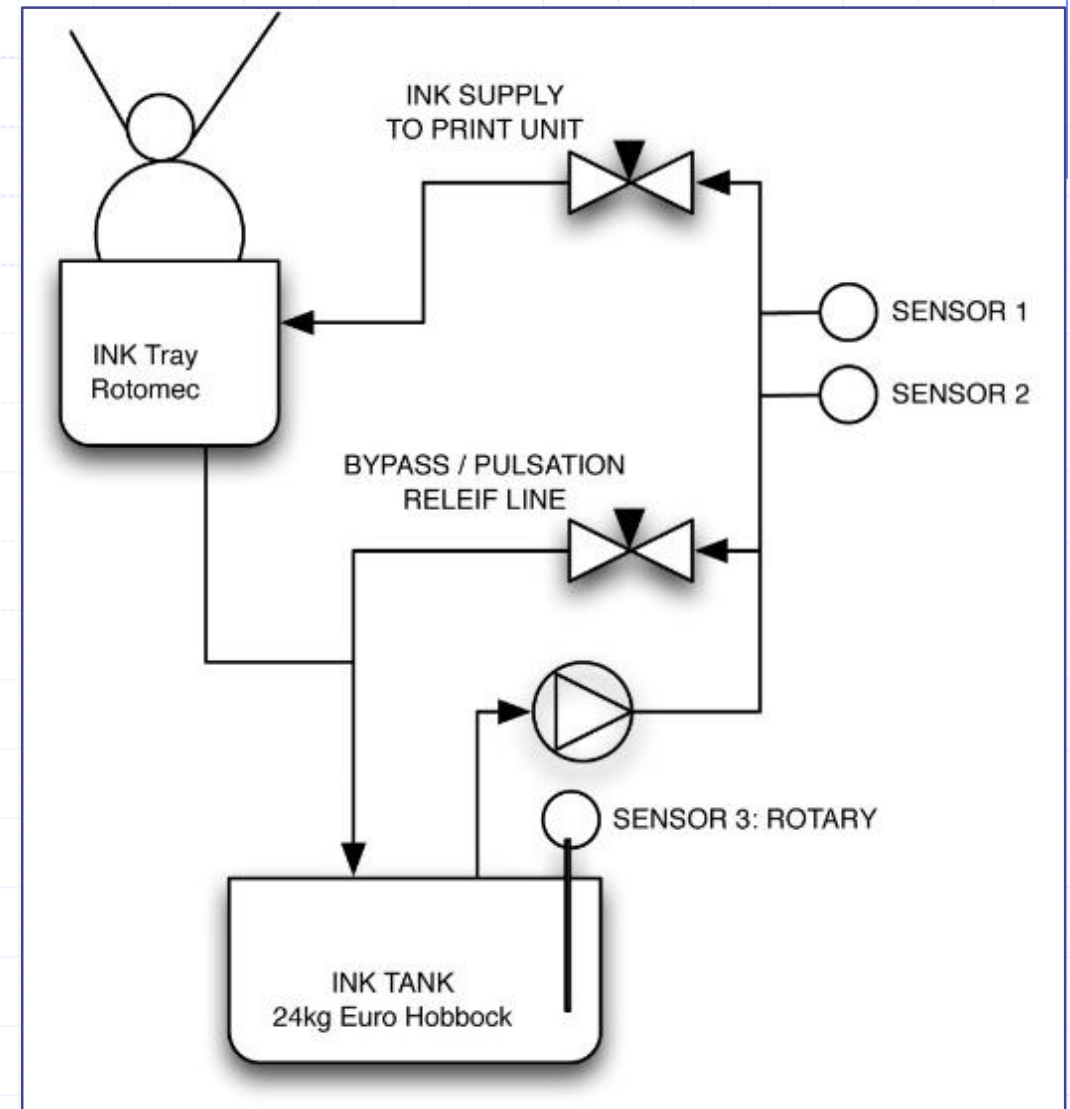 INK SUPPLY
TO PRINT UNIT
SENSOR 1
INK Tray
Rotomec
SENSOR 2
BYPASS / PULSATION
RELEIF LINE
SENSOR 3: ROTARY
INK TANK
24kg Euro Hobbock